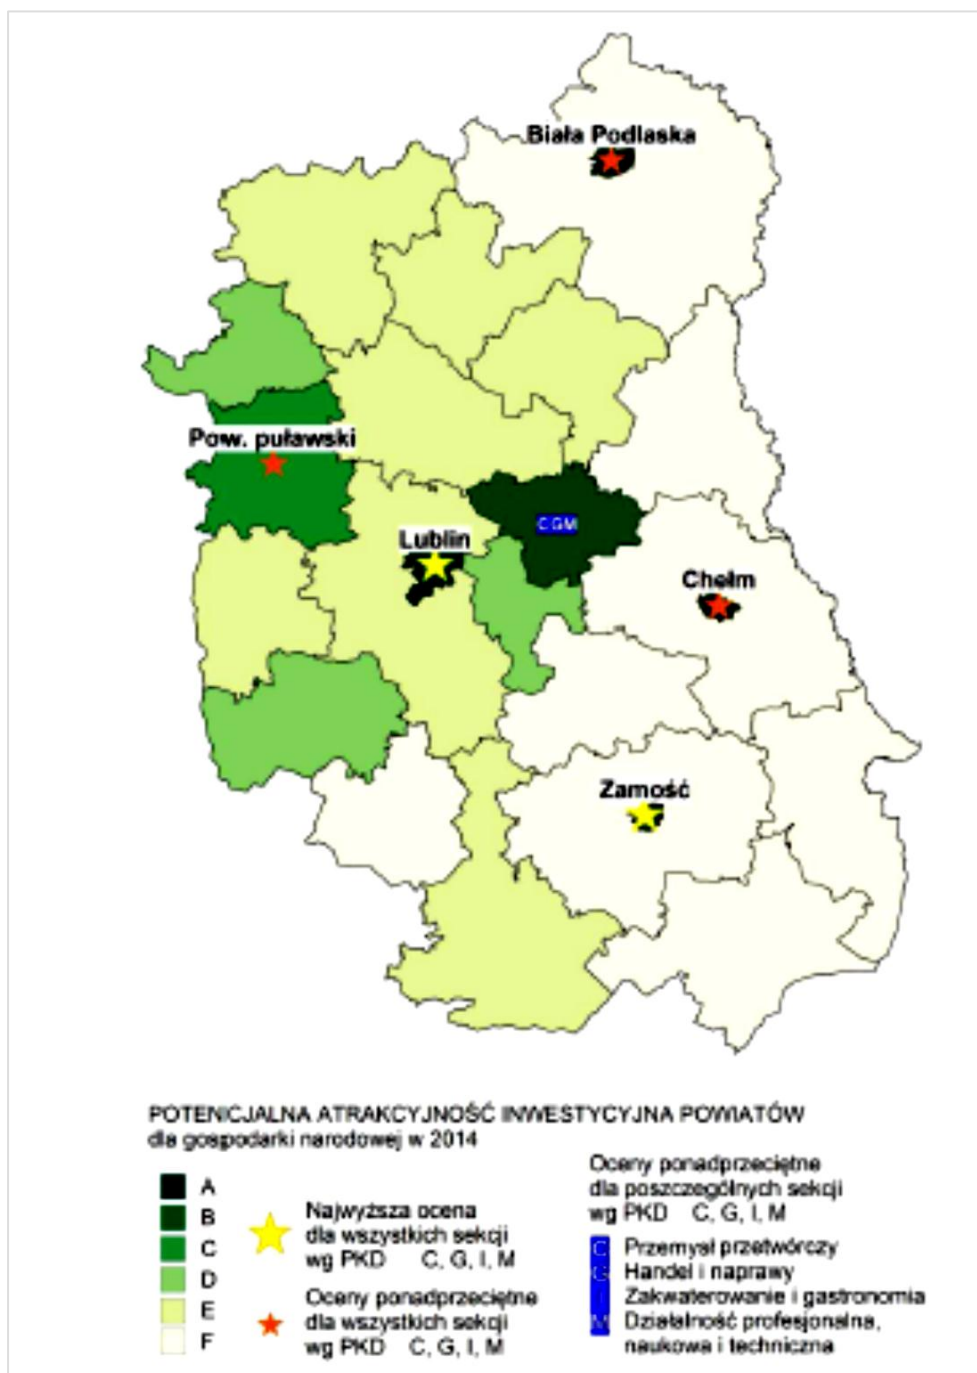 Biała Podlaska
Pow. puławski
CGM
Lublin
Chełm
Zamość
POTENICJALNA ATRAKCYJNOŚĆ INWESTYCYJNA POWIATÓW
dla gospodarki narodowej w 2014
A
B
C
D
E
F
Najwyższa ocena
dla wszystkich sekcji
wg PKD C, G, I, M
Oceny ponadprzeciętne
dla wszystkich sekcji
wg PKD C, G, I, M
Oceny ponadprzeciętne
dla poszczególnych sekcji
wg PKD C, G, I, M
C Przemysł przetwórczy
G Handel i naprawy
I Zakwaterowanie i gastronomia
M Działalność profesjonalna,
naukowa i techniczna